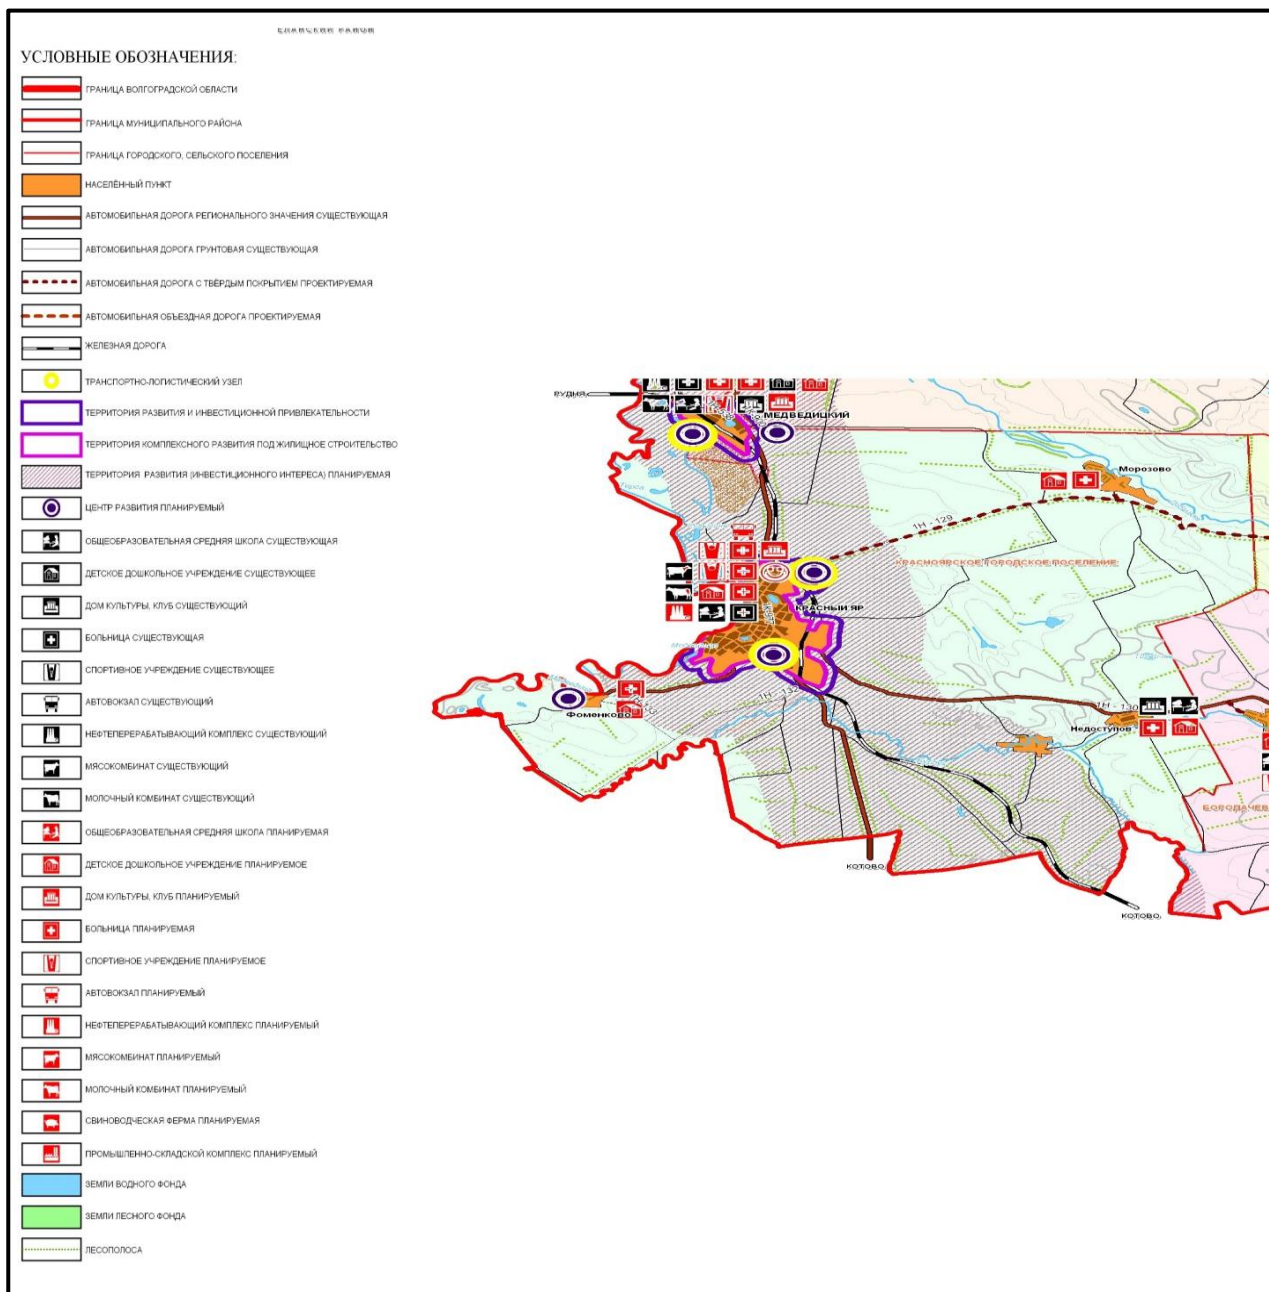 ЕЛАНСКИЙ РАЙОН
УСЛОВНЫЕ ОБОЗНАЧЕНИЯ:
ГРАНИЦА ВОЛГОГРАДСКОЙ ОБЛАСТИ
ГРАНИЦА МУНИЦИПАЛЬНОГО РАЙОНА
ГРАНИЦА ГОРОДСКОГО, СЕЛЬСКОГО ПОСЕЛЕНИЯ
НАСЕЛЁННЫЙ ПУНКТ
АВТОМОБИЛЬНАЯ ДОРОГА РЕГИОНАЛЬНОГО ЗНАЧЕНИЯ СУЩЕСТВУЮЩАЯ
АВТОМОБИЛЬНАЯ ДОРОГА ГРУНТОВАЯ СУЩЕСТВУЮЩАЯ
АВТОМОБИЛЬНАЯ ДОРОГА С ТВЁРДЫМ ПОКРЫТИЕМ ПРОЕКТИРУЕМАЯ
АВТОМОБИЛЬНАЯ ОБЪЕЗДНАЯ ДОРОГА ПРОЕКТИРУЕМАЯ
ЖЕЛЕЗНАЯ ДОРОГА
ТРАНСПОРТНО-ЛОГИСТИЧЕСКИЙ УЗЕЛ
ТЕРРИТОРИЯ РАЗВИТИЯ И ИНВЕСТИЦИОННОЙ ПРИВЛЕКАТЕЛЬНОСТИ
ТЕРРИТОРИЯ КОМПЛЕКСНОГО РАЗВИТИЯ ПОД ЖИЛИЩНОЕ СТРОИТЕЛЬСТВО
ТЕРРИТОРИЯ РАЗВИТИЯ (ИНВЕСТИЦИОННОГО ИНТЕРЕСА) ПЛАНИРУЕМАЯ
ЦЕНТР РАЗВИТИЯ ПЛАНИРУЕМЫЙ
ОБЩЕОБРАЗОВАТЕЛЬНАЯ СРЕДНЯЯ ШКОЛА СУЩЕСТВУЮЩАЯ
ДЕТСКОЕ ДОШКОЛЬНОЕ УЧРЕЖДЕНИЕ СУЩЕСТВУЮЩЕЕ
ДОМ КУЛЬТУРЫ, КЛУБ СУЩЕСТВУЮЩИЙ
БОЛЬНИЦА СУЩЕСТВУЮЩАЯ
СПОРТИВНОЕ УЧРЕЖДЕНИЕ СУЩЕСТВУЮЩЕЕ
АВТОВОКЗАЛ СУЩЕСТВУЮЩИЙ
НЕФТЕПЕРЕРАБАТЫВАЮЩИЙ КОМПЛЕКС СУЩЕСТВУЮЩИЙ
МЯСОКОМБИНАТ СУЩЕСТВУЮЩИЙ
МОЛОЧНЫЙ КОМБИНАТ СУЩЕСТВУЮЩИЙ
ОБЩЕОБРАЗОВАТЕЛЬНАЯ СРЕДНЯЯ ШКОЛА ПЛАНИРУЕМАЯ
ДЕТСКОЕ ДОШКОЛЬНОЕ УЧРЕЖДЕНИЕ ПЛАНИРУЕМОЕ
ДОМ КУЛЬТУРЫ, КЛУБ ПЛАНИРУЕМЫЙ
БОЛЬНИЦА ПЛАНИРУЕМАЯ
СПОРТИВНОЕ УЧРЕЖДЕНИЕ ПЛАНИРУЕМОЕ
АВТОВОКЗАЛ ПЛАНИРУЕМЫЙ
НЕФТЕПЕРЕРАБАТЫВАЮЩИЙ КОМПЛЕКС ПЛАНИРУЕМЫЙ
МЯСОКОМБИНАТ ПЛАНИРУЕМЫЙ
МОЛОЧНЫЙ КОМБИНАТ ПЛАНИРУЕМЫЙ
СВИНОВОДЧЕСКАЯ ФЕРМА ПЛАНИРУЕМАЯ
ПРОМЫШЛЕННО-СКЛАДСКОЙ КОМПЛЕКС ПЛАНИРУЕМЫЙ
ЗЕМЛИ ВОДНОГО ФОНДА
ЗЕМЛИ ЛЕСНОГО ФОНДА
ЛЕСОПОЛОСА
РУДНЯ
МЕДВЕДИЦКИЙ
Морозово
1Н - 129
КРАСНОЯРСКОЕ ГОРОДСКОЕ ПОСЕЛЕНИЕ
КРАСНЫЙ ЯР
1Н - 132
Фоменково
1Н - 130
Недоступов
КОТОВО
КОТОВО